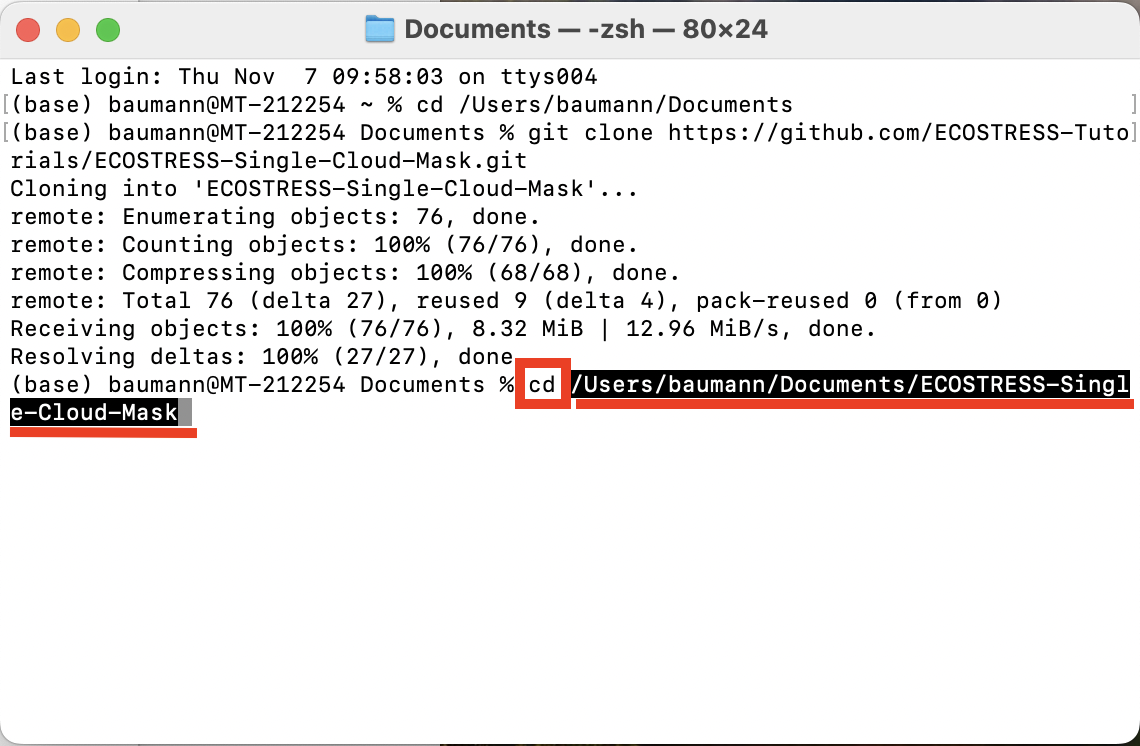 Documents — -zsh — 80×24
Last login: Thu Nov  7 09:58:03 on ttys004
[(base) baumann@MT-212254 ~ % cd /Users/baumann/Documents ]
[(base) baumann@MT-212254 Documents % git clone https://github.com/ECOSTRESS-Tuto]
rials/ECOSTRESS-Single-Cloud-Mask.git
Cloning into 'ECOSTRESS-Single-Cloud-Mask'...
remote: Enumerating objects: 76, done.
remote: Counting objects: 100% (76/76), done.
remote: Compressing objects: 100% (68/68), done.
remote: Total 76 (delta 27), reused 9 (delta 4), pack-reused 0 (from 0)
Receiving objects: 100% (76/76), 8.32 MiB | 12.96 MiB/s, done.
Resolving deltas: 100% (27/27), done
(base) baumann@MT-212254 Documents % cd /Users/baumann/Documents/ECOSTRESS-Singl
e-Cloud-Mask